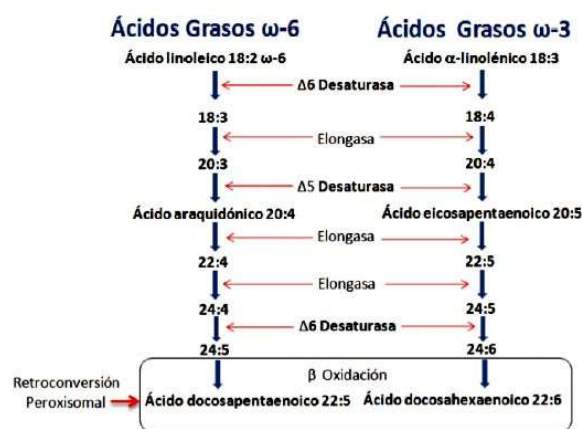 Ácidos Grasos ω-6 Ácidos Grasos ω-3
Ácido linoleico 18:2 ω-6 Ácido α-linolénico 18:3
Δ6 Desaturasa
18:3 18:4
Elongasa
20:3 20:4
Δ5 Desaturasa
Ácido araquidónico 20:4 Ácido eicosapentaenoico 20:5
Elongasa
22:4 22:5
Elongasa
24:4 24:5
Δ6 Desaturasa
24:5 24:6
β Oxidación
Retroconversión
Peroxisomal Ácido docosapentaenoico 22:5 Ácido docosahexaenoico 22:6